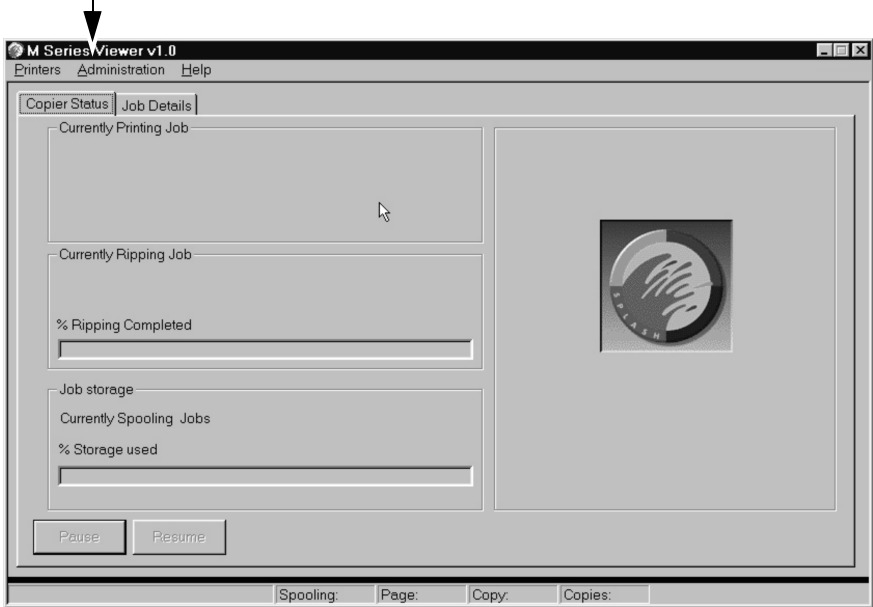 M Series Viewer v1.0
Printers Administration Help
Copier Status Job Details
Currently Printing Job
Currently Ripping Job
% Ripping Completed
SPLASH
Job storage
Currently Spooling Jobs
% Storage used
Pause Resume
Spooling: Page: Copy: Copies: